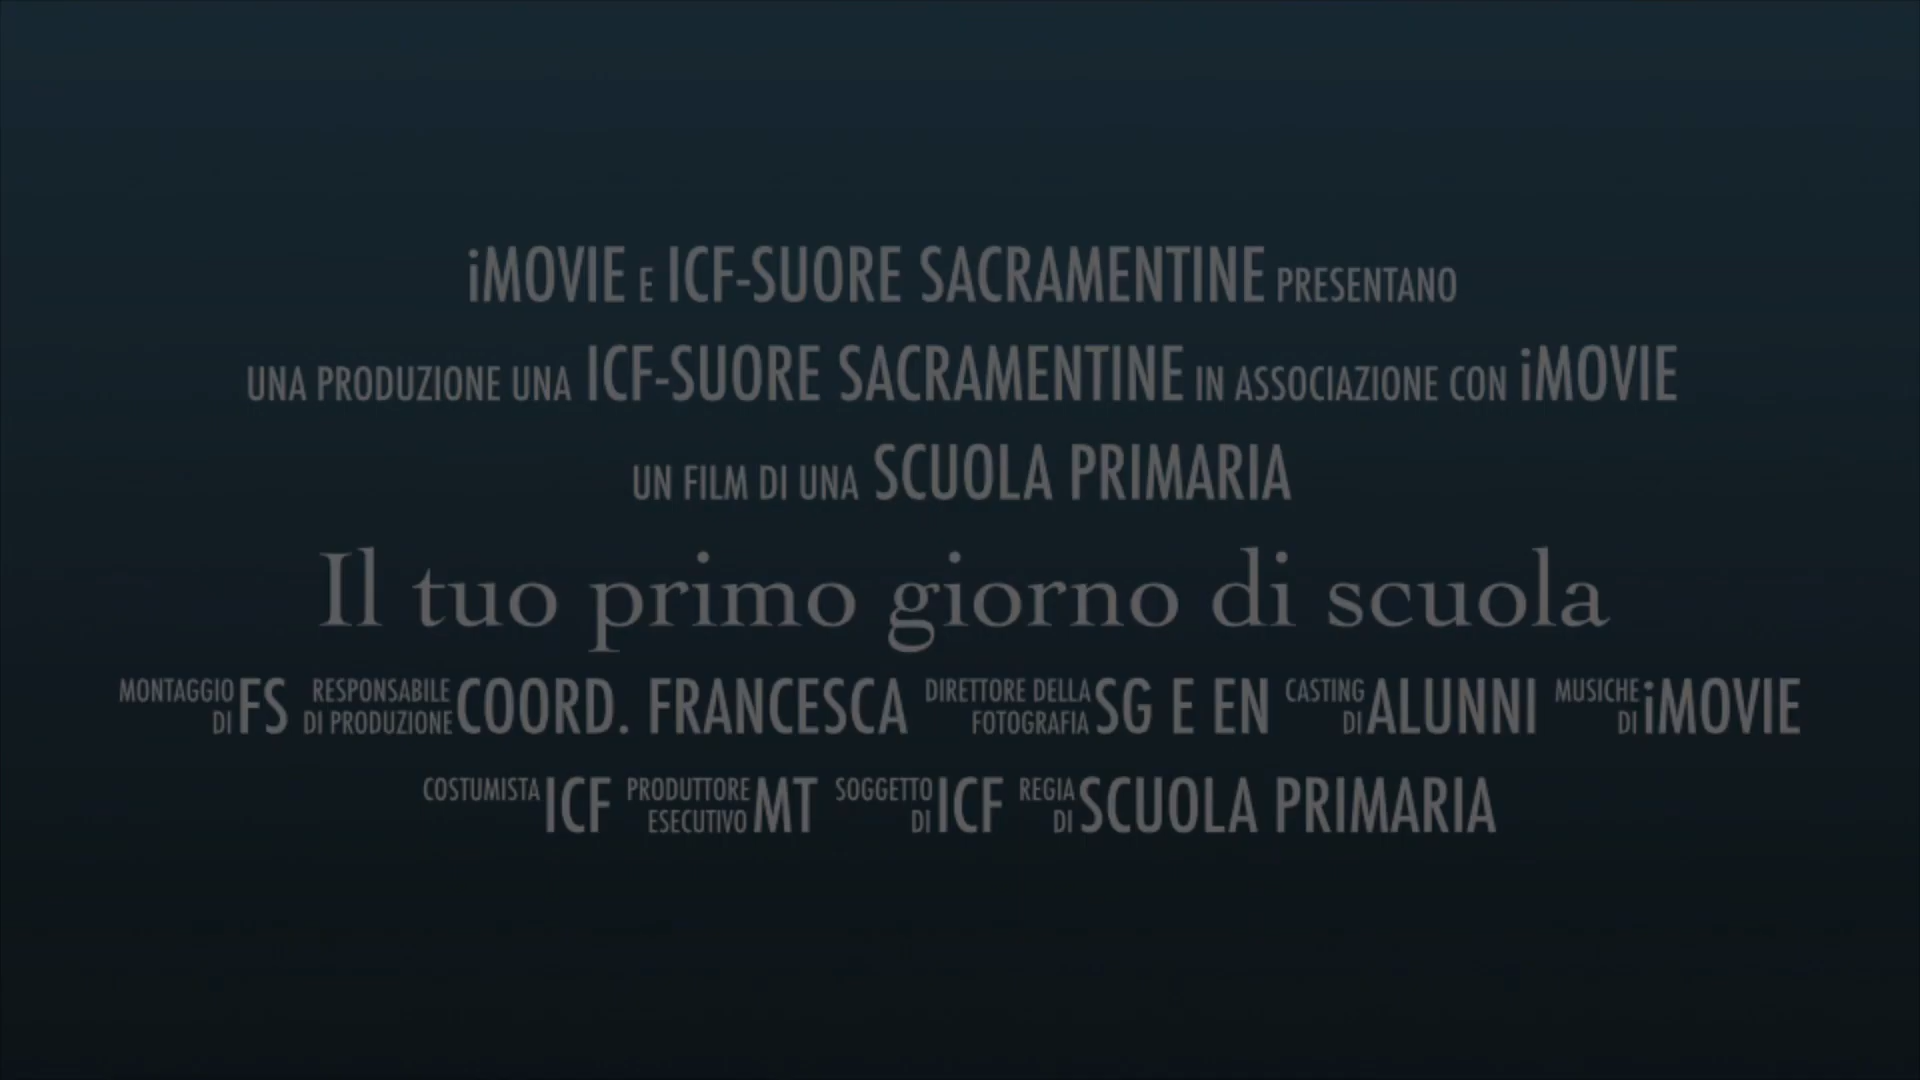 iMOVIE E ICF-SUORE SACRAMENTINE PRESENTANO
UNA PRODUZIONE UNA ICF-SUORE SACRAMENTINE IN ASSOCIAZIONE CON iMOVIE
UN FILM DI UNA SCUOLA PRIMARIA
Il tuo primo giorno di scuola
MONTAGGIO DI FS RESPONSABILE DI PRODUZIONE COORD. FRANCESCA DIRETTORE DELLA FOTOGRAFIA SG E EN CASTING DI ALUNNI MUSICHE DI iMOVIE
COSTUMISTA ICF PRODUTTORE ESECUTIVO MT SOGGETTO DI ICF REGIA DI SCUOLA PRIMARIA